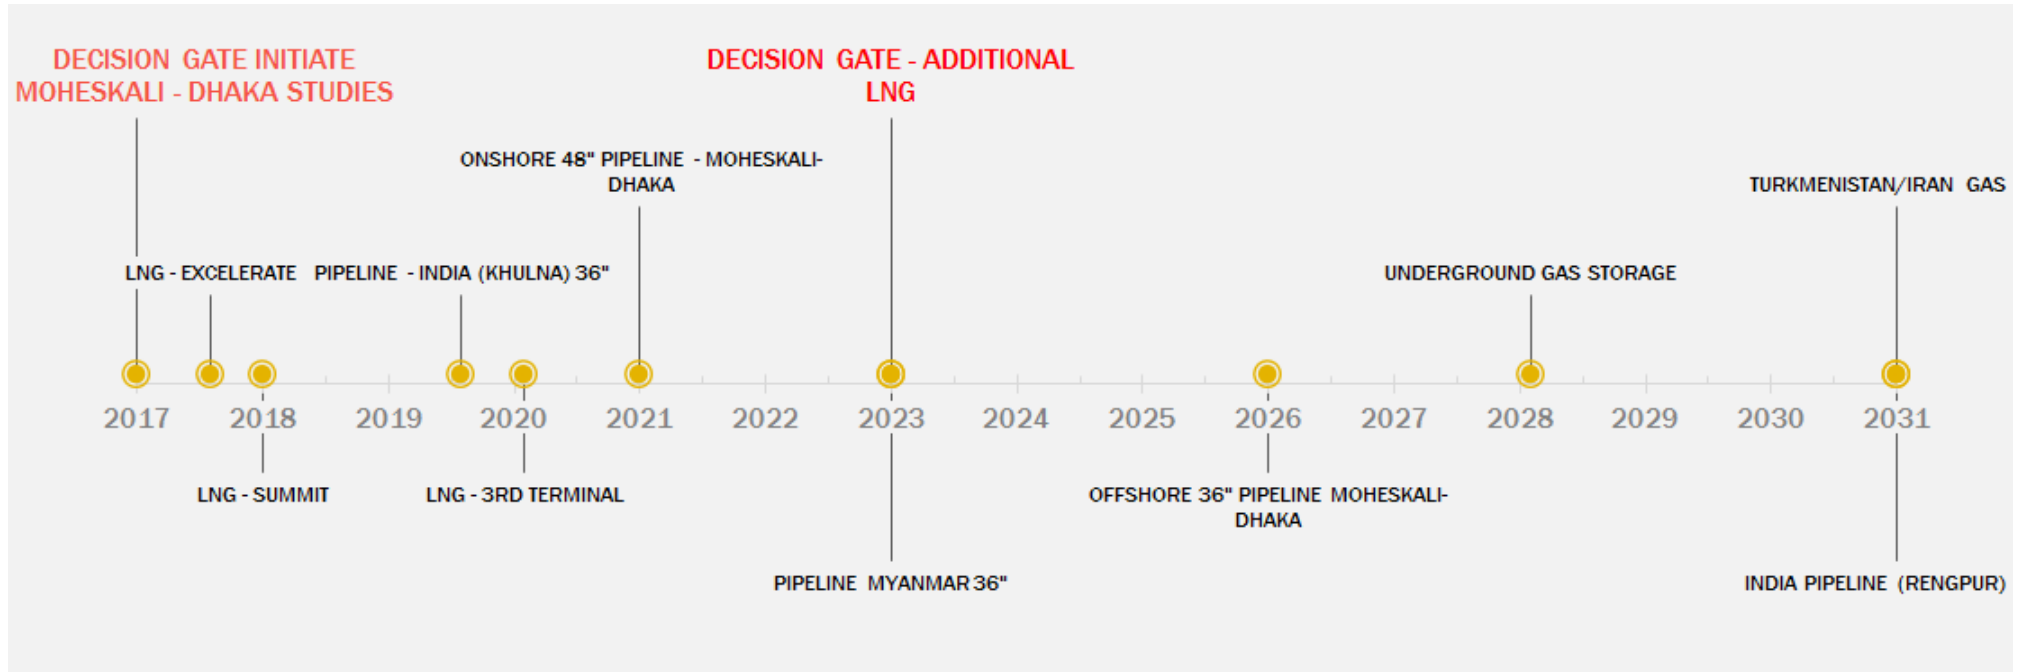 DECISION GATE INITIATE
MOHESKALI - DHAKA STUDIES
DECISION GATE - ADDITIONAL
LNG
ONSHORE 48" PIPELINE - MOHESKALI-
DHAKA
TURKMENISTAN/IRAN GAS
LNG - EXCELERATE
PIPELINE - INDIA (KHULNA) 36"
UNDERGROUND GAS STORAGE
2017 2018 2019 2020 2021 2022 2023 2024 2025 2026 2027 2028 2029 2030 2031
LNG - SUMMIT
LNG - 3RD TERMINAL
OFFSHORE 36" PIPELINE MOHESKALI-
DHAKA
PIPELINE MYANMAR 36"
INDIA PIPELINE (RENGPUR)